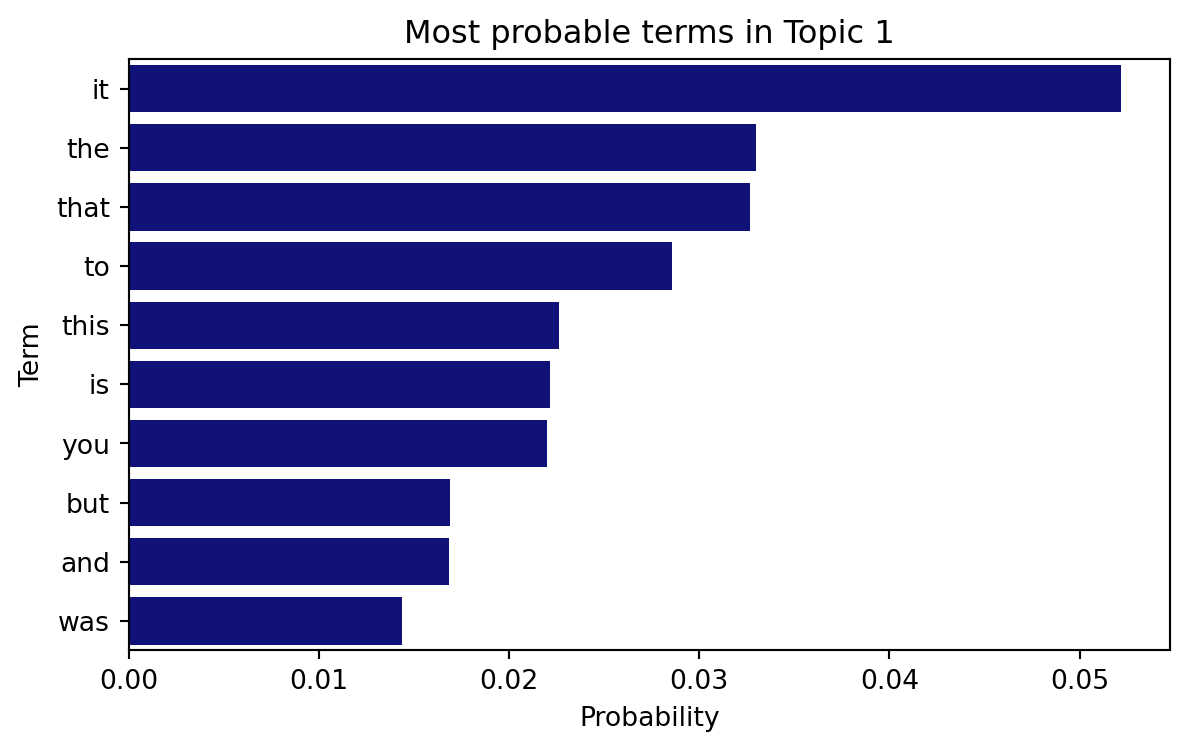 Most probable terms in Topic 1
it
the
that
to
this
is
you
but
and
was
Term
0.00 0.01 0.02 0.03 0.04 0.05
Probability